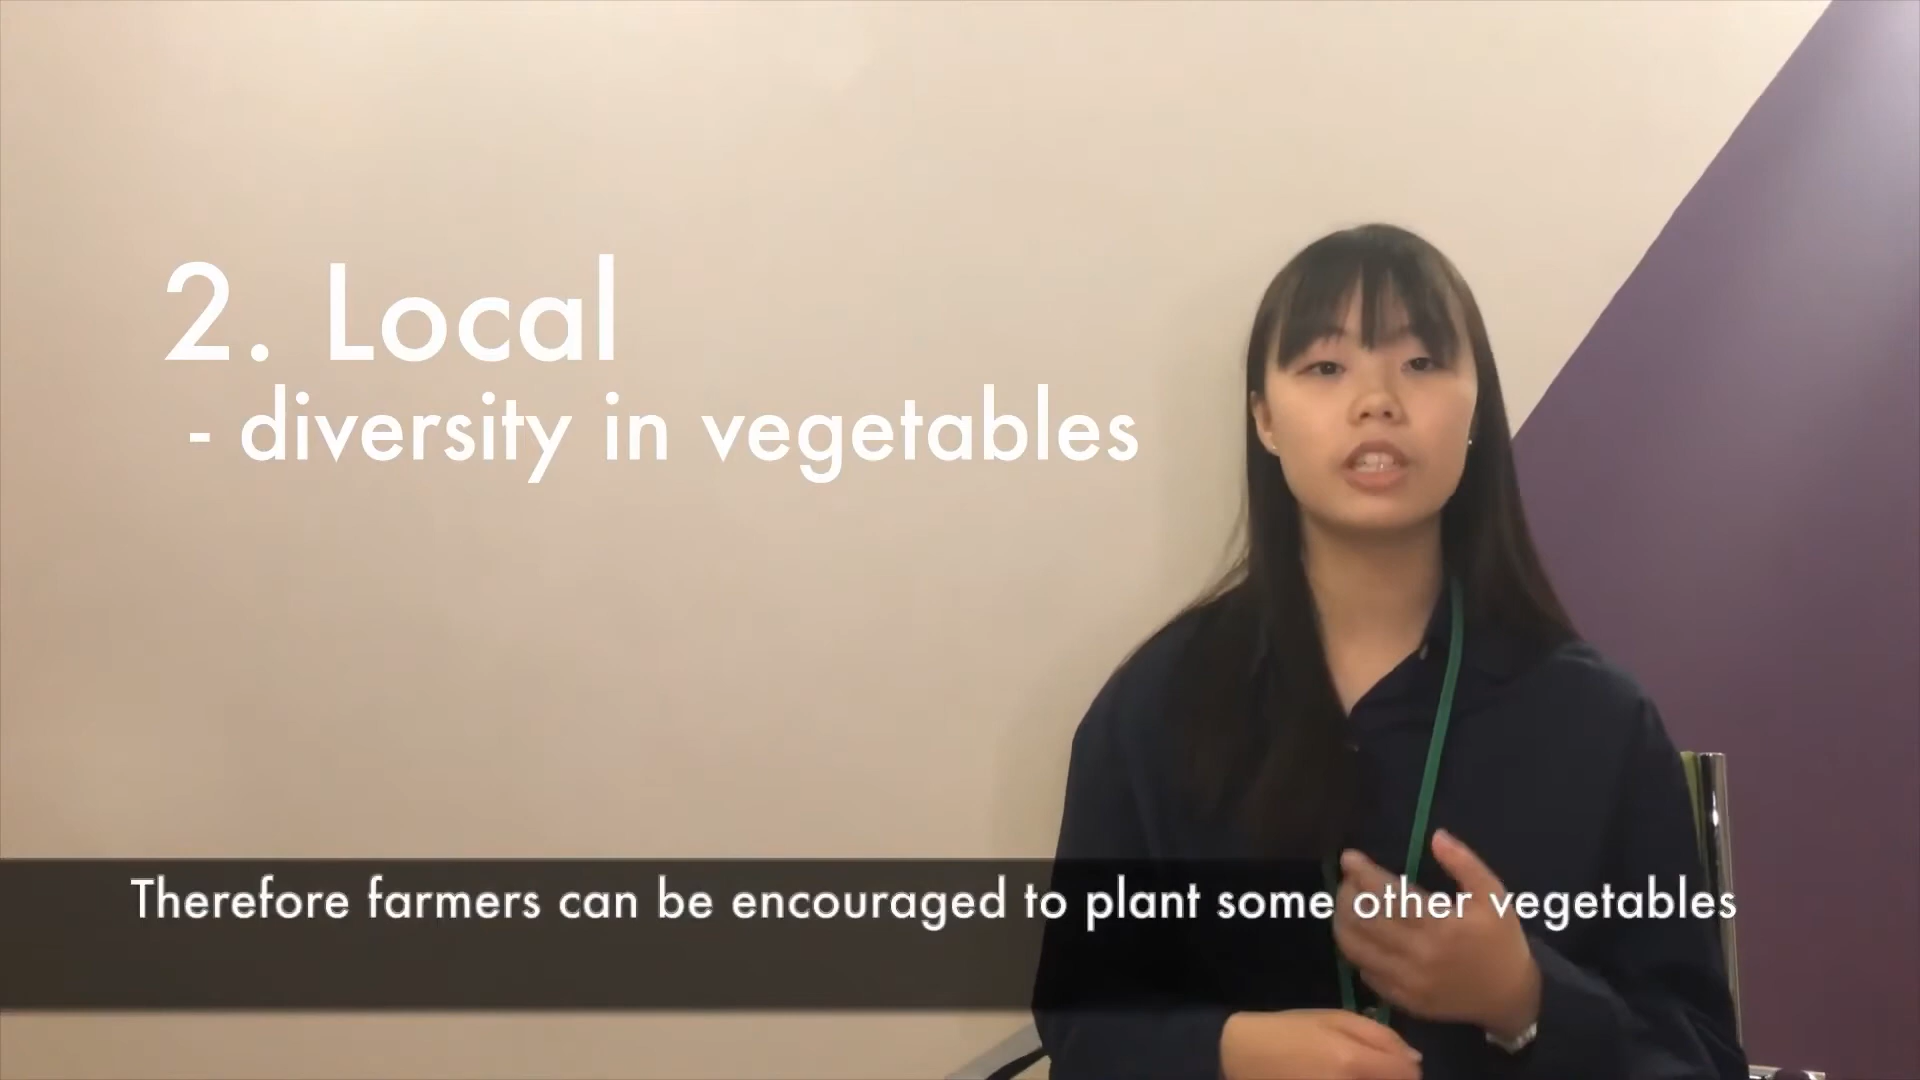 2. Local
- diversity in vegetables
Therefore farmers can be encouraged to plant some other vegetables